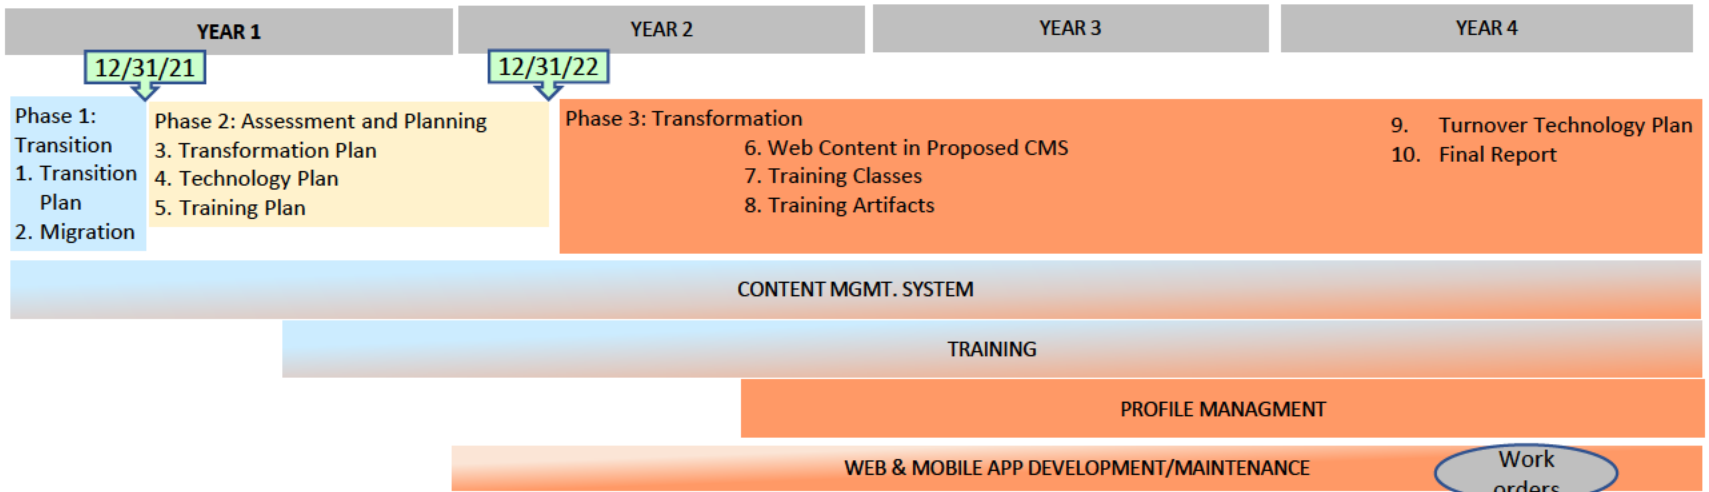 YEAR 1
YEAR 2
YEAR 3
YEAR 4
12/31/21
12/31/22
Phase 1:
Transition
1. Transition
Plan
2. Migration
Phase 2: Assessment and Planning
3. Transformation Plan
4. Technology Plan
5. Training Plan
Phase 3: Transformation
6. Web Content in Proposed CMS
7. Training Classes
8. Training Artifacts
9. Turnover Technology Plan
10. Final Report
CONTENT MGMT. SYSTEM
TRAINING
PROFILE MANAGMENT
WEB & MOBILE APP DEVELOPMENT/MAINTENANCE
Work
orders